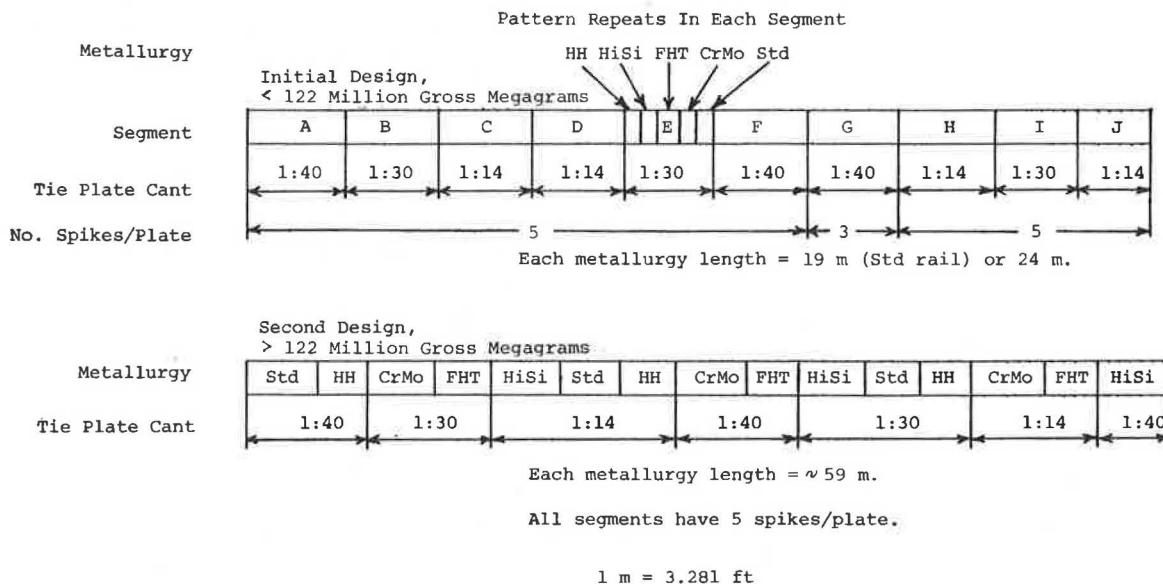 Pattern Repeats In Each Segment
Metallurgy
HH HiSi FHT CrMo Std
Initial Design,
< 122 Million Gross Megagrams
Segment A B C D E F G H I J
Tie Plate Cant 1:40 1:30 1:14 1:14 1:30 1:40 1:40 1:14 1:30 1:14
No. Spikes/Plate 5 3 5
Each metallurgy length = 19 m (Std rail) or 24 m.
Second Design,
> 122 Million Gross Megagrams
Metallurgy Std HH CrMo FHT HiSi Std HH CrMo FHT HiSi Std HH CrMo FHT HiSi
Tie Plate Cant 1:40 1:30 1:14 1:40 1:30 1:14 1:40
Each metallurgy length = ~ 59 m.
All segments have 5 spikes/plate.
1 m = 3.281 ft